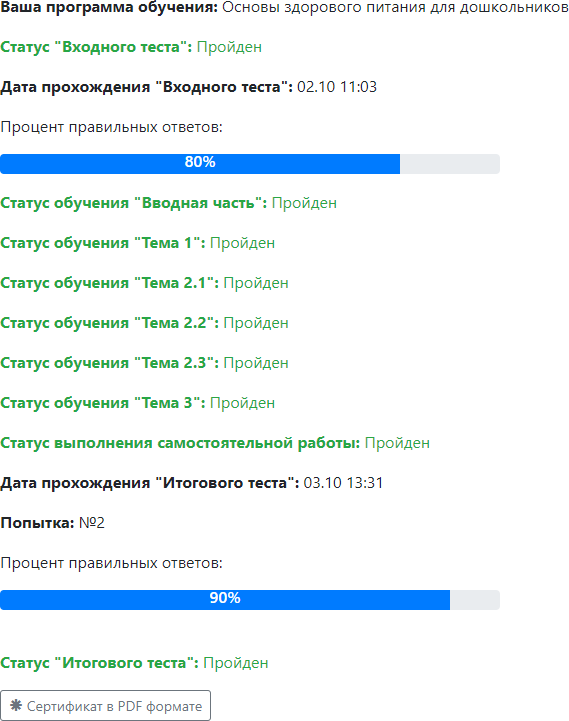 Ваша программа обучения: Основы здорового питания для дошкольников
Статус "Входного теста": Пройден
Дата прохождения "Входного теста": 02.10 11:03
Процент правильных ответов:
80%
Статус обучения "Вводная часть": Пройден
Статус обучения "Тема 1": Пройден
Статус обучения "Тема 2.1": Пройден
Статус обучения "Тема 2.2": Пройден
Статус обучения "Тема 2.3": Пройден
Статус обучения "Тема 3": Пройден
Статус выполнения самостоятельной работы: Пройден
Дата прохождения "Итогового теста": 03.10 13:31
Попытка: №2
Процент правильных ответов:
90%
Статус "Итогового теста": Пройден
✱ Сертификат в PDF формате